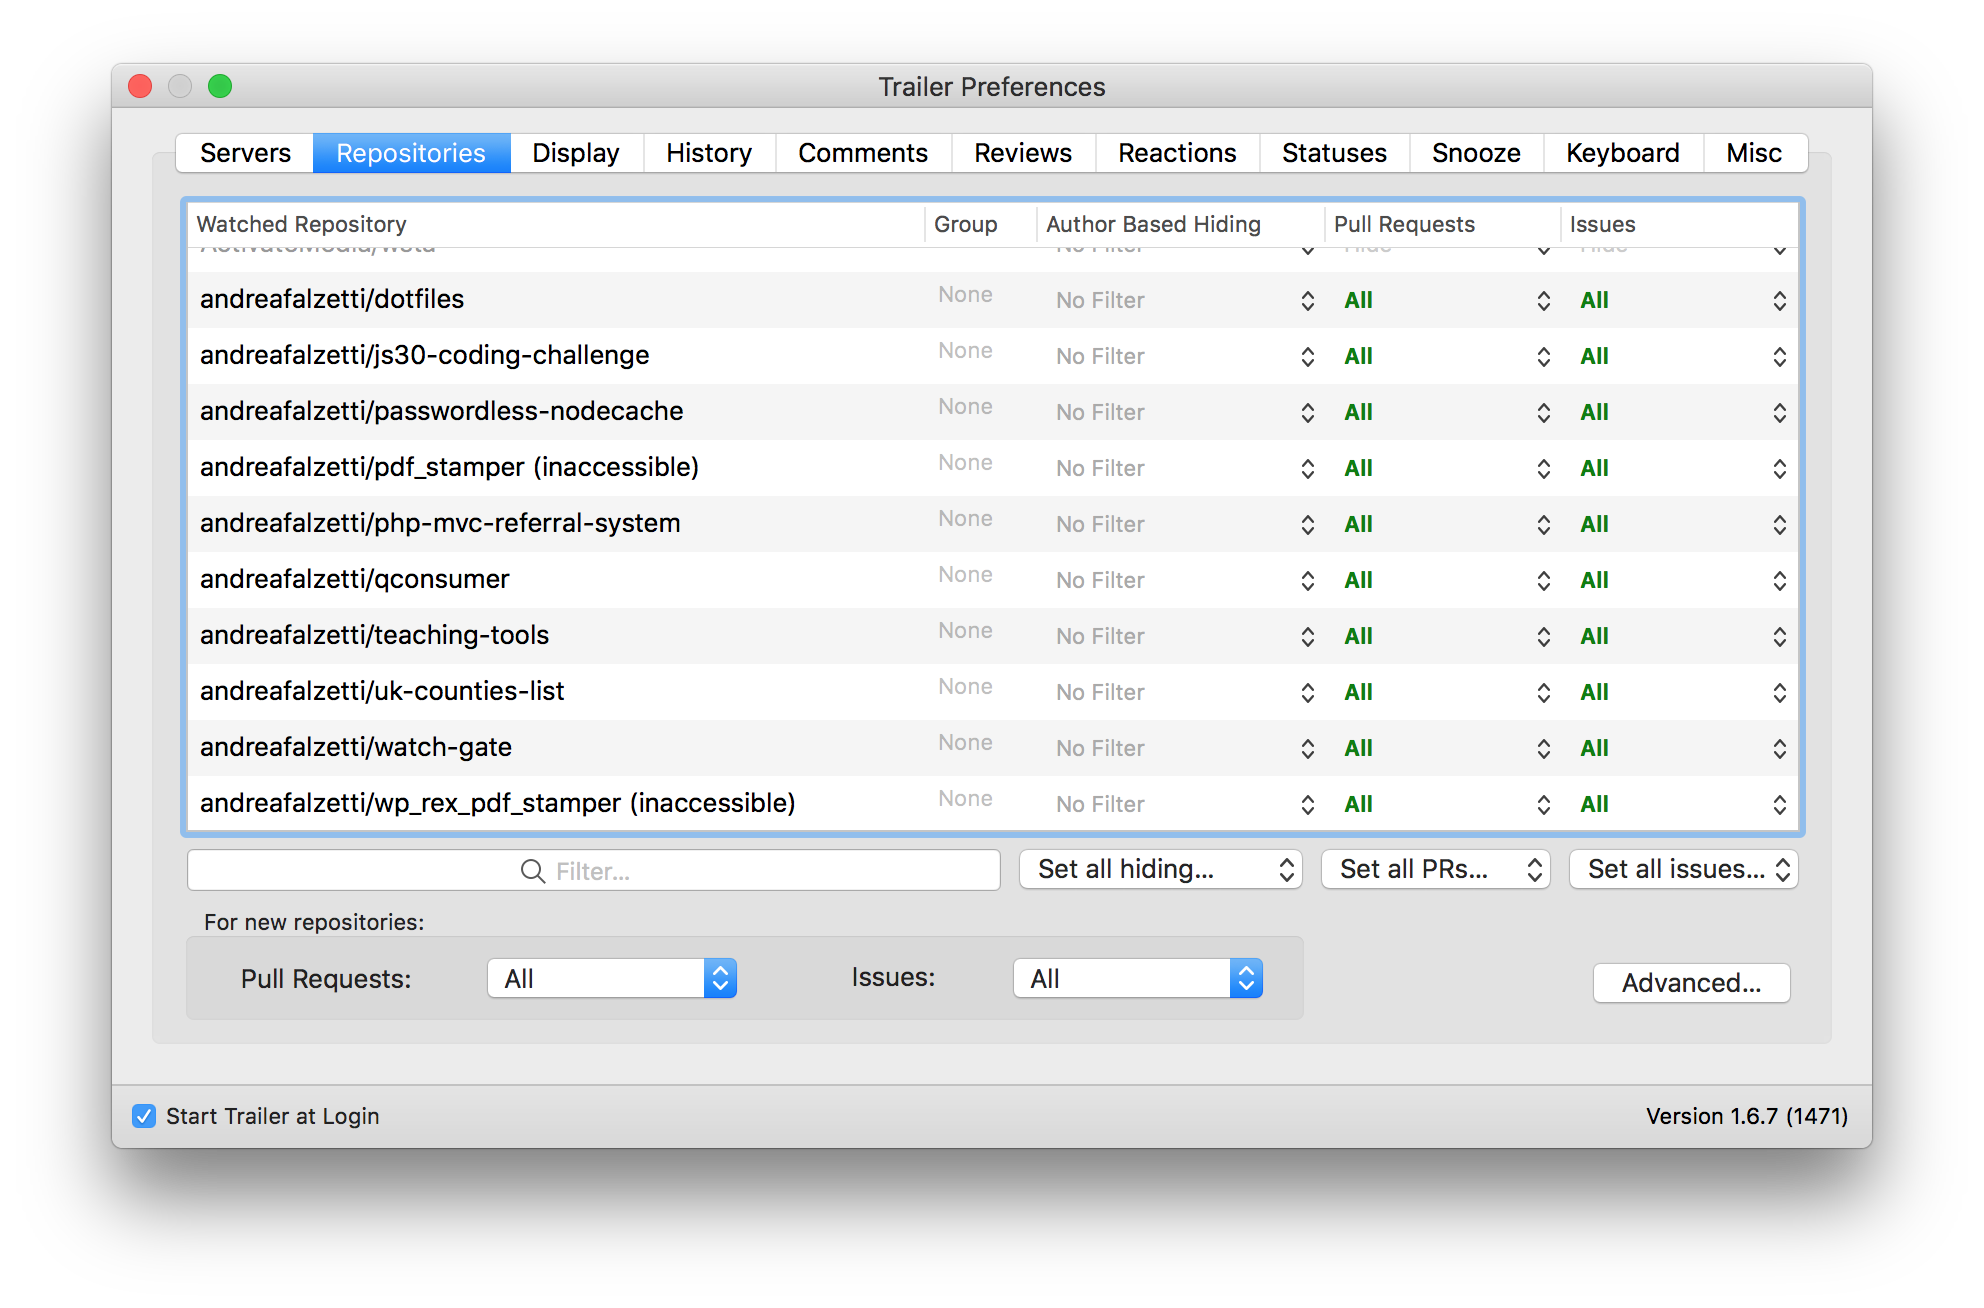 Trailer Preferences
Servers Repositories Display History Comments Reviews Reactions Statuses Snooze Keyboard Misc
Watched Repository Group Author Based Hiding Pull Requests Issues
No Filter Hide Hide
andreafalzetti/dotfiles None No Filter All All
andreafalzetti/js30-coding-challenge None No Filter All All
andreafalzetti/passwordless-nodecache None No Filter All All
andreafalzetti/pdf_stamper (inaccessible) None No Filter All All
andreafalzetti/php-mvc-referral-system None No Filter All All
andreafalzetti/qconsumer None No Filter All All
andreafalzetti/teaching-tools None No Filter All All
andreafalzetti/uk-counties-list None No Filter All All
andreafalzetti/watch-gate None No Filter All All
andreafalzetti/wp_rex_pdf_stamper (inaccessible) None No Filter All All
Filter... Set all hiding... Set all PRs... Set all issues...
For new repositories:
Pull Requests: All Issues: All Advanced...
Start Trailer at Login Version 1.6.7 (1471)